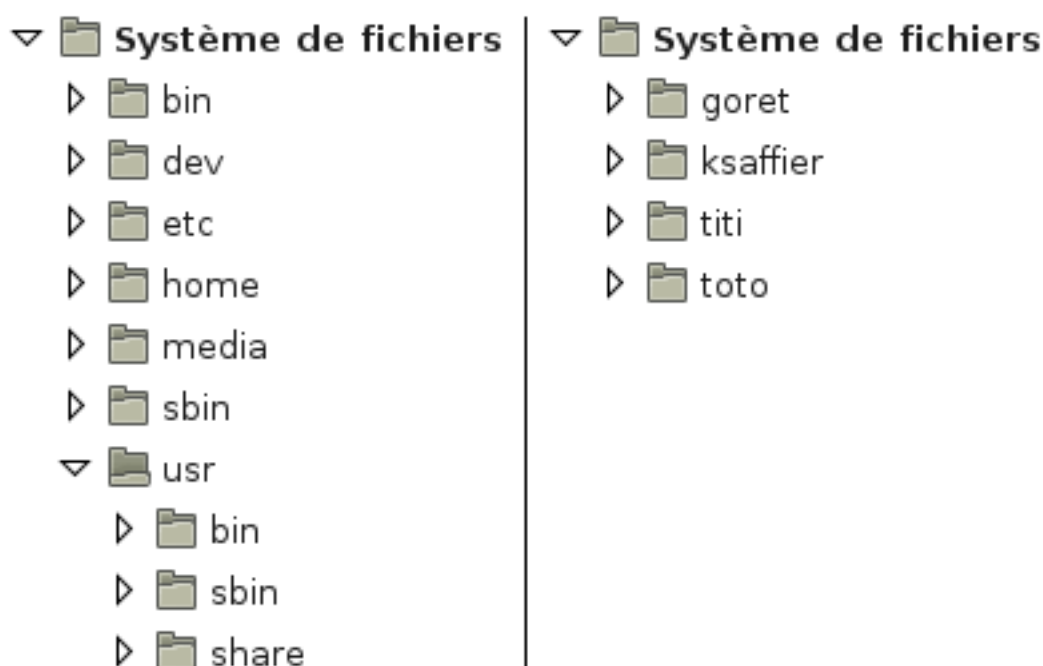 Système de fichiers
bin
dev
etc
home
media
sbin
usr
bin
sbin
share
Système de fichiers
goret
ksaffier
titi
toto